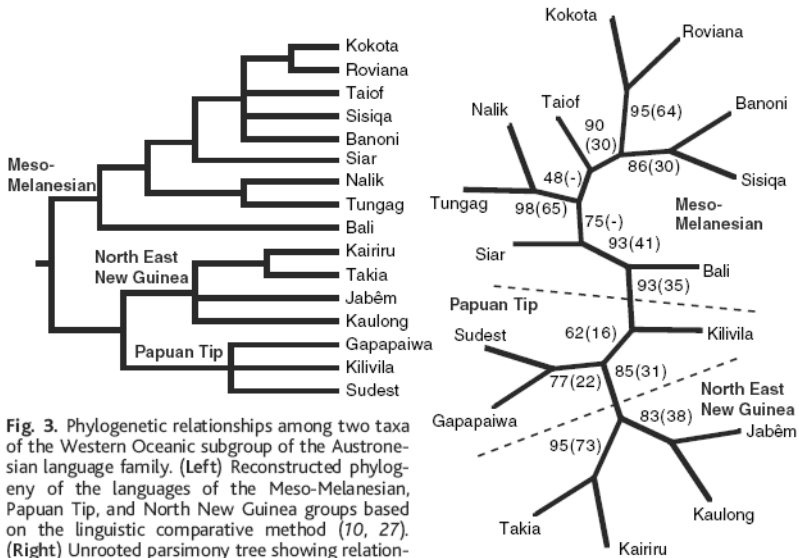 Kokota
Roviana
Taiof
Sisiqa
Banoni
Siar
Meso-
Melanesian
Nalik
Tungag
Bali
North East
New Guinea
Kairiru
Takia
Jabêm
Kaulong
Papuan Tip
Gapapaiwa
Kilivila
Sudest
Fig. 3. Phylogenetic relationships among two taxa
of the Western Oceanic subgroup of the Austrone-
sian language family. (Left) Reconstructed phylog-
eny of the languages of the Meso-Melanesian,
Papuan Tip, and North New Guinea groups based
on the linguistic comparative method (10, 27).
(Right) Unrooted parsimony tree showing relation-
Kokota
Roviana
Nalik
Taiof
90
(30)
95(64)
Banoni
86(30)
Sisiqa
48(-)
Tungag
98(65)
Meso-
Melanesian
75(-)
Siar
93(41)
Bali
93(35)
Papuan Tip
Sudest
62(16)
Kilivila
77(22)
85(31)
Gapapaiwa
North East
New Guinea
83(38)
Jabêm
95(73)
Kaulong
Takia
Kairiru